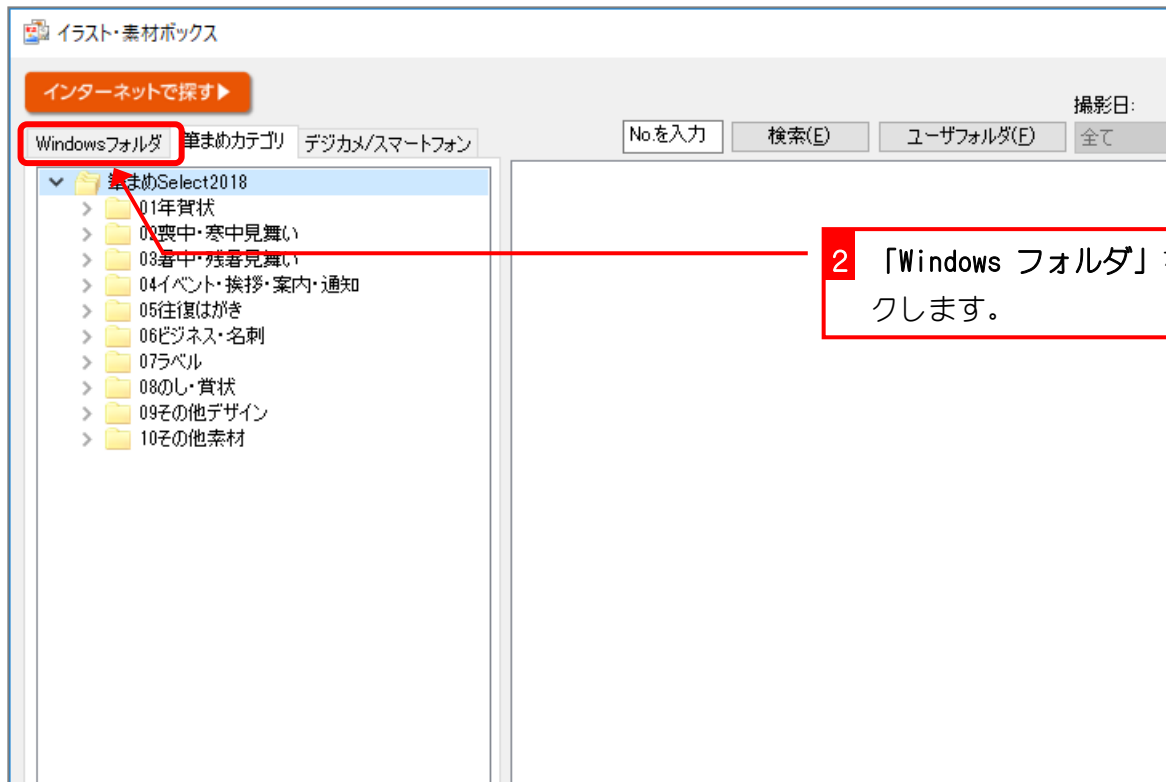 イラスト・素材ボックス
インターネットで探す▶
撮影日:
Windowsフォルダ 筆まめカテゴリ デジカメ/スマートフォン
No.を入力 検索(E) ユーザフォルダ(F) 全て
筆まめSelect2018
01年賀状
02喪中・寒中見舞い
03暑中・残暑見舞い
04イベント・挨拶・案内・通知
05往復はがき
06ビジネス・名刺
07ラベル
08のし・賞状
09その他デザイン
10その他素材
2 「Windows フォルダ」
クします。